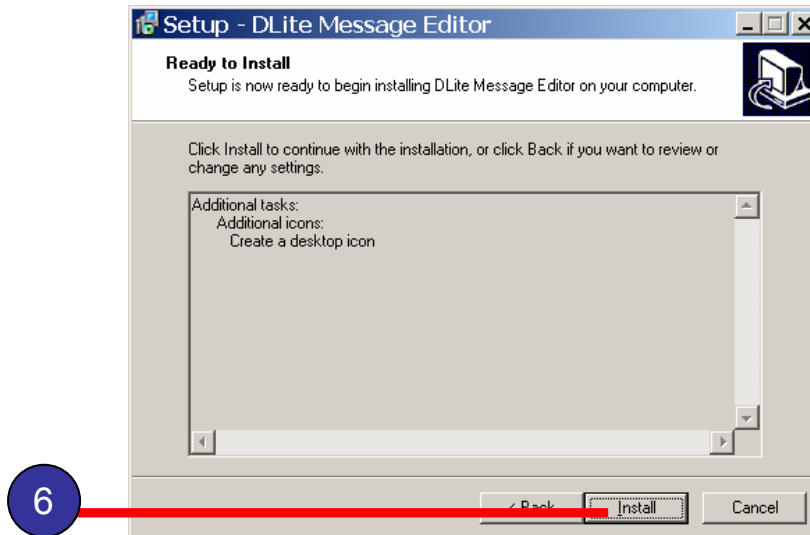 Setup - DLite Message Editor
Ready to Install
Setup is now ready to begin installing DLite Message Editor on your computer.
Click Install to continue with the installation, or click Back if you want to review or
change any settings.
Additional tasks:
Additional icons:
Create a desktop icon
6
< Back Install Cancel